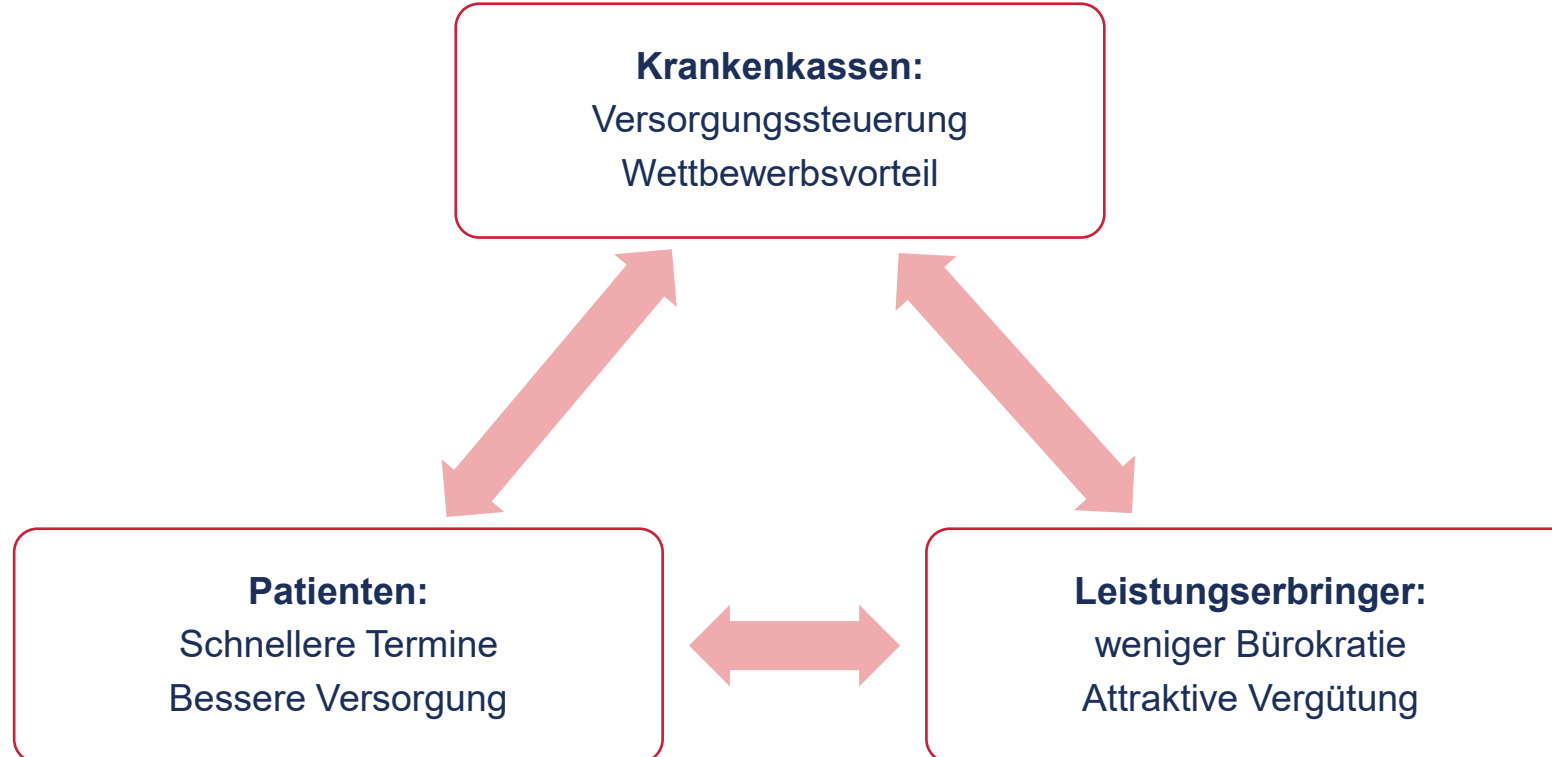 Krankenkassen:
Versorgungssteuerung
Wettbewerbsvorteil
Patienten:
Schnellere Termine
Bessere Versorgung
Leistungserbringer:
weniger Bürokratie
Attraktive Vergütung